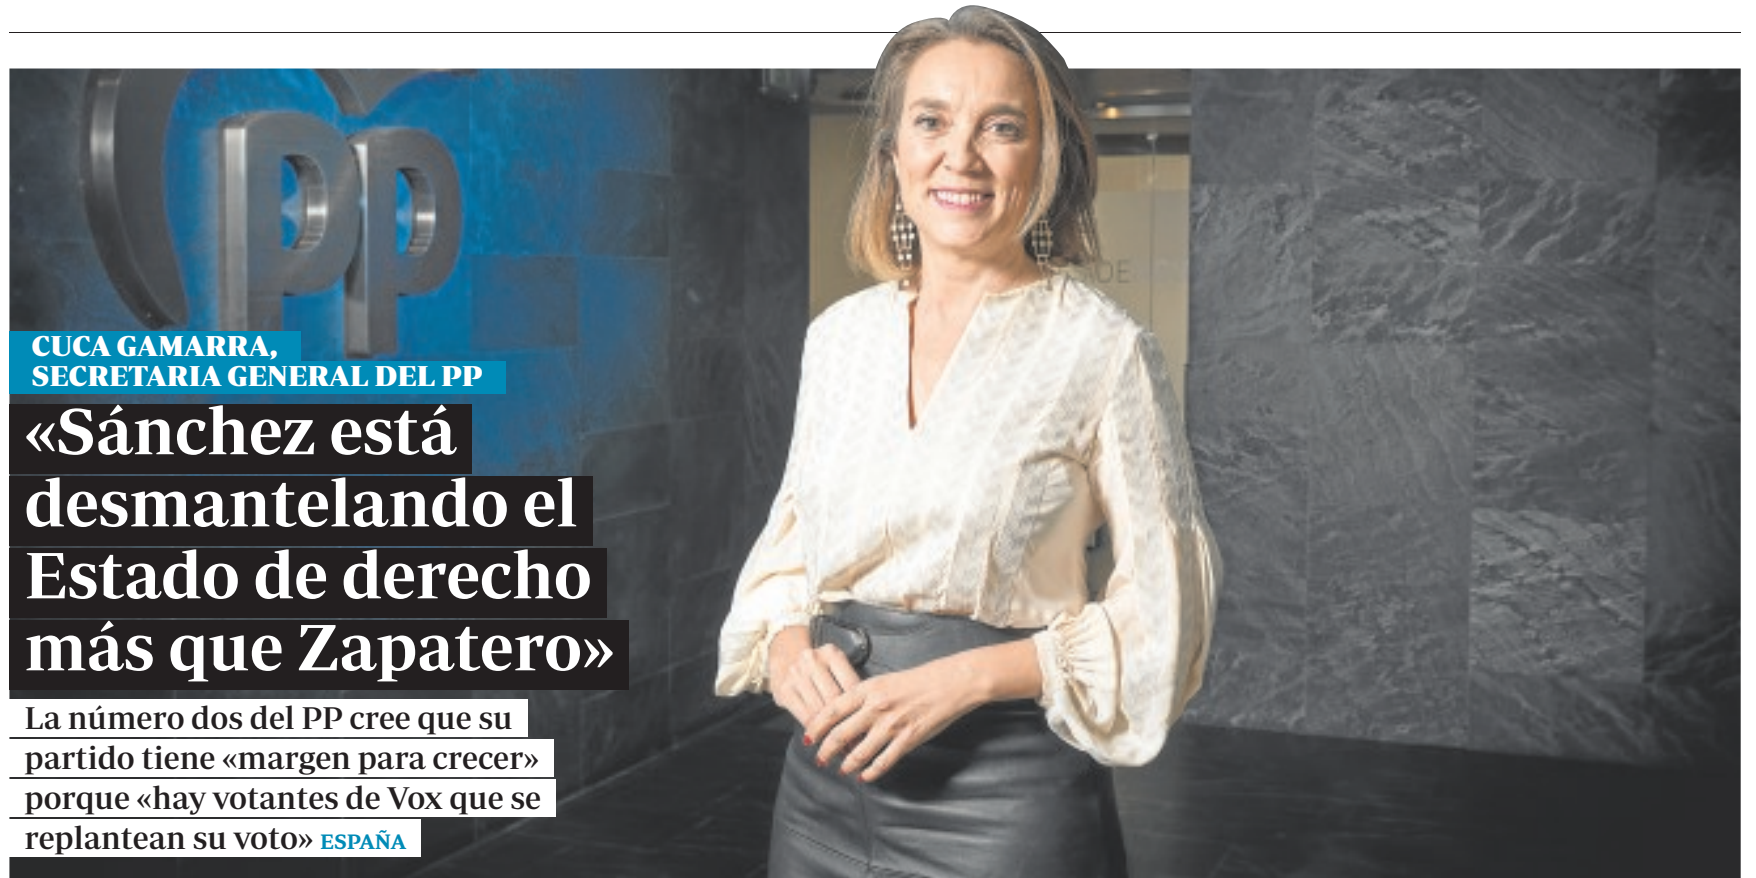 PP
CUCA GAMARRA,
SECRETARIA GENERAL DEL PP
«Sánchez está
desmantelando el
Estado de derecho
más que Zapatero»
La número dos del PP cree que su
partido tiene «margen para crecer»
porque «hay votantes de Vox que se
replantean su voto» ESPAÑA